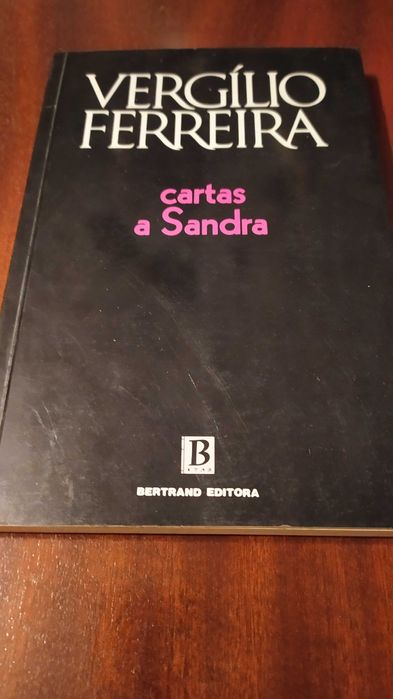 VERGÍLIO
FERREIRA
cartas
a Sandra
B
BERTRAND EDITORA